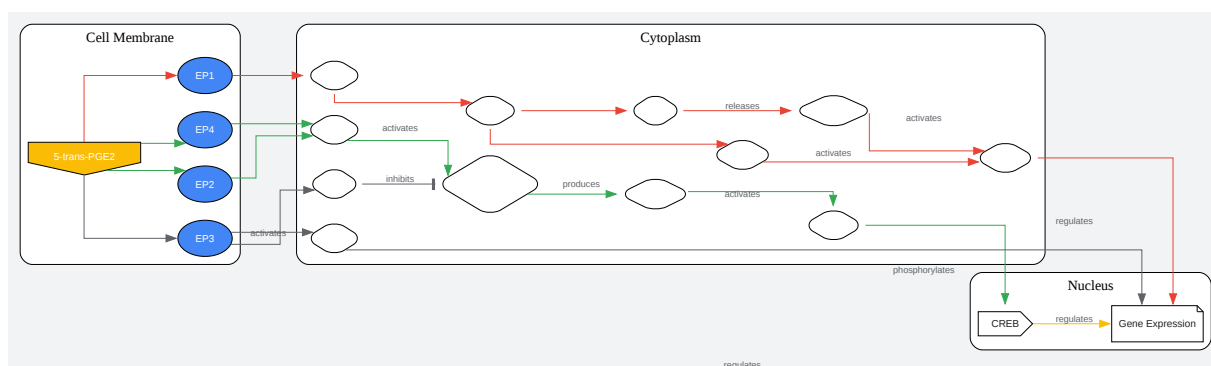 Cell Membrane
Cytoplasm
EP1
releases
activates
EP4
activates
5-trans-PGE2
activates
EP2
inhibits
produces
activates
regulates
EP3
activates
phosphorylates
Nucleus
CREB
regulates
Gene Expression
regulates